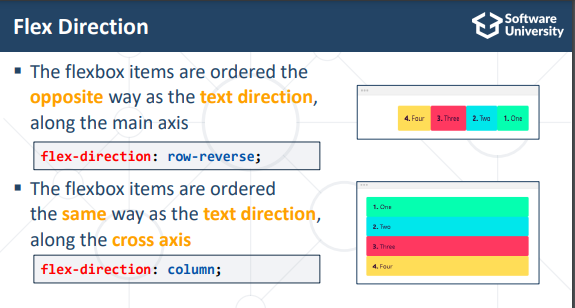 Flex Direction
Software
University
▪ The flexbox items are ordered the
opposite way as the text direction,
along the main axis
flex-direction: row-reverse;
4. Four 3. Three 2. Two 1. One
▪ The flexbox items are ordered
the same way as the text direction,
along the cross axis
flex-direction: column;
1. One
2. Two
3. Three
4. Four